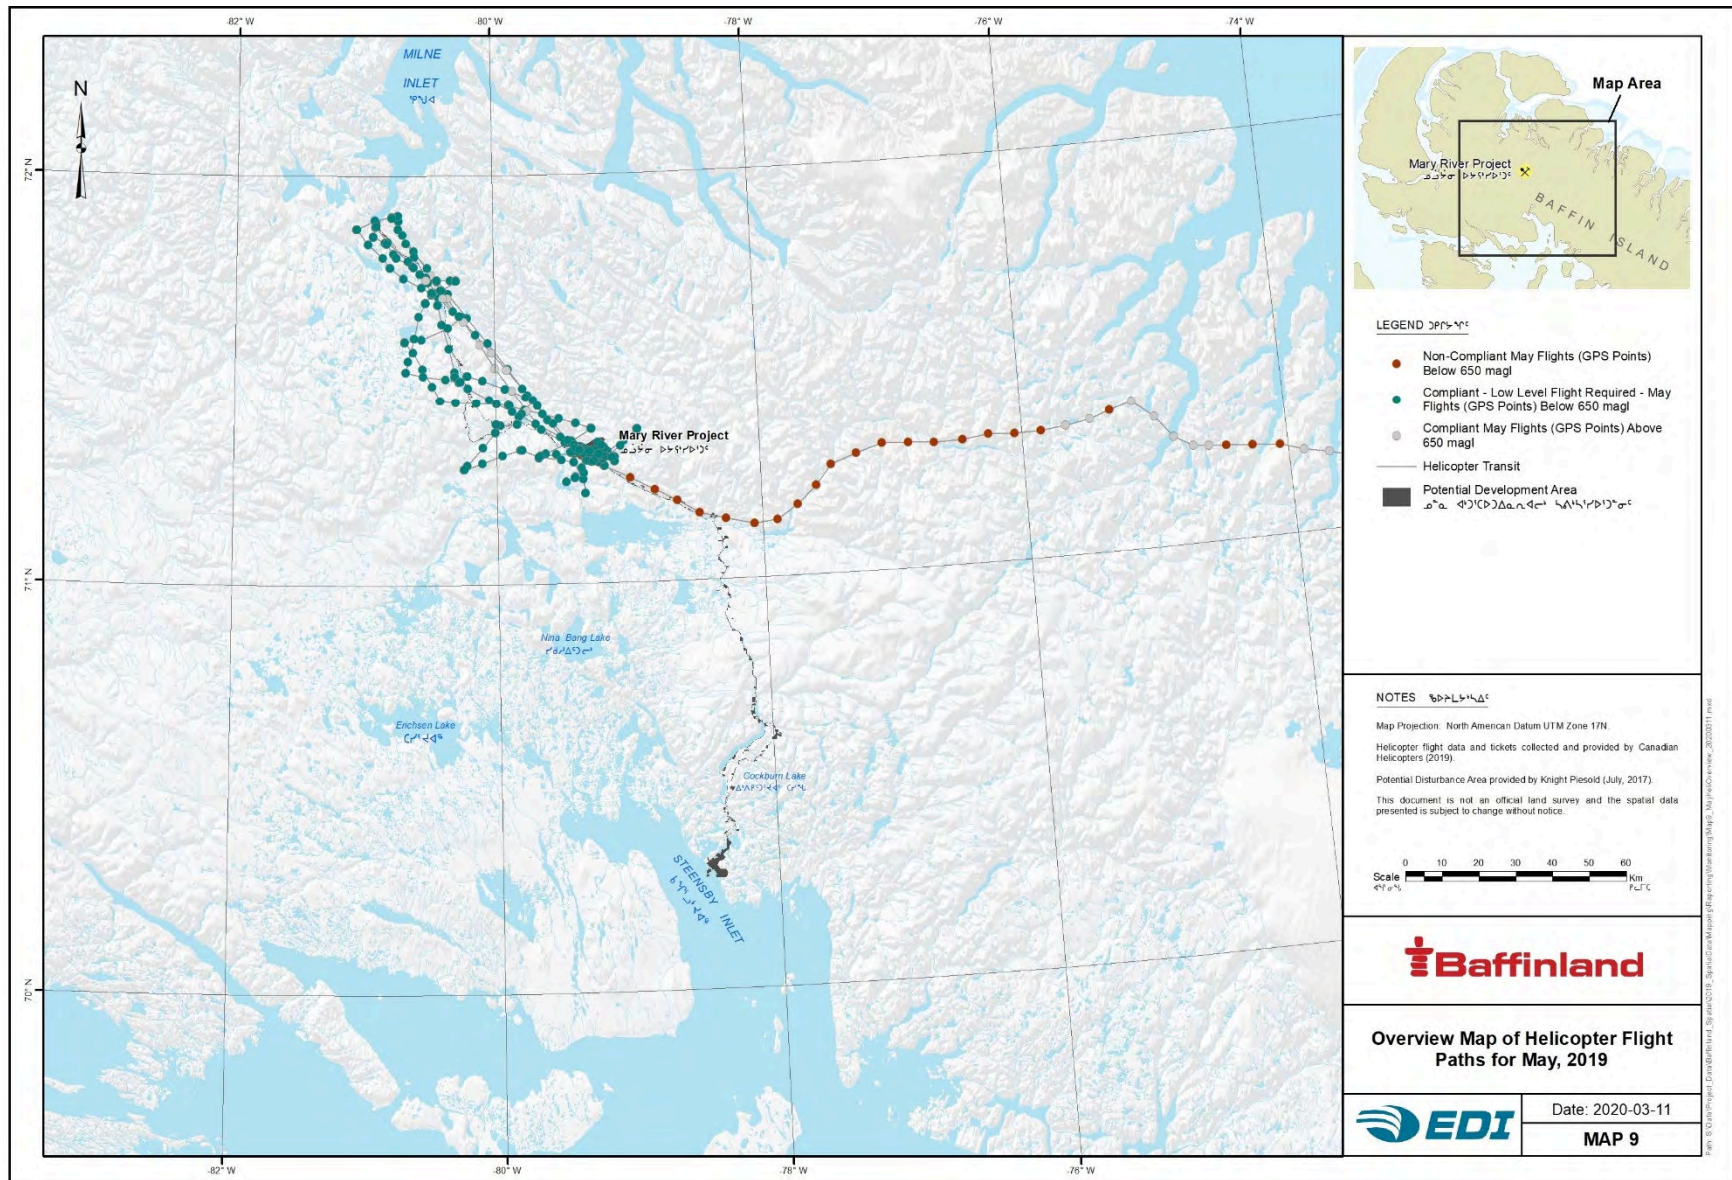 -82° W
-80° W
-78° W
-76° W
-74° W
MILNE
INLET
N
72° N
72° N
71° N
70° N
Mary River Project
Nina Bang Lake
Erichsen Lake
Cockburn Lake
STEENSBY INLET
-82° W
-80° W
-78° W
-76° W
Map Area
Mary River Project
BAFFIN ISLAND
LEGEND
Non-Compliant May Flights (GPS Points)
Below 650 magl
Compliant - Low Level Flight Required - May
Flights (GPS Points) Below 650 magl
Compliant May Flights (GPS Points) Above
650 magl
Helicopter Transit
Potential Development Area
NOTES
Map Projection: North American Datum UTM Zone 17N.
Helicopter flight data and tickets collected and provided by Canadian
Helicopters (2019).
Potential Disturbance Area provided by Knight Piesold (July, 2017).
This document is not an official land survey and the spatial data
presented is subject to change without notice.
0 10 20 30 40 50 60
Scale Km
Baffinland
Overview Map of Helicopter Flight
Paths for May, 2019
EDI
Date: 2020-03-11
MAP 9